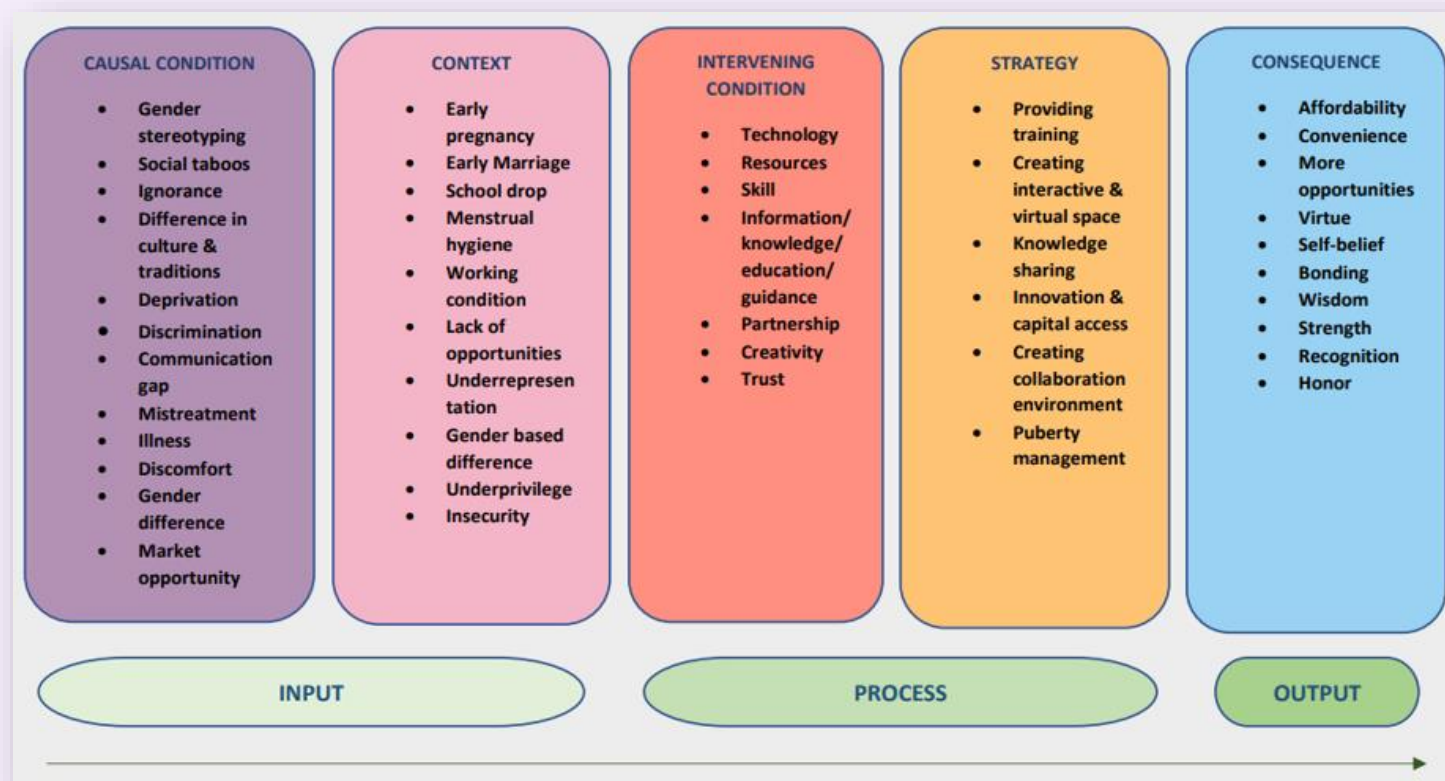 CAUSAL CONDITION
• Gender
stereotyping
• Social taboos
• Ignorance
• Difference in
culture &
traditions
• Deprivation
• Discrimination
• Communication
gap
• Mistreatment
• Illness
• Discomfort
• Gender
difference
• Market
opportunity
CONTEXT
• Early
pregnancy
• Early Marriage
• School drop
• Menstrual
hygiene
• Working
condition
• Lack of
opportunities
• Underrepresen
tation
• Gender based
difference
• Underprivilege
• Insecurity
INTERVENING
CONDITION
• Technology
• Resources
• Skill
• Information/
knowledge/
education/
guidance
• Partnership
• Creativity
• Trust
STRATEGY
• Providing
training
• Creating
interactive &
virtual space
• Knowledge
sharing
• Innovation &
capital access
• Creating
collaboration
environment
• Puberty
management
CONSEQUENCE
• Affordability
• Convenience
• More
opportunities
• Virtue
• Self-belief
• Bonding
• Wisdom
• Strength
• Recognition
• Honor
INPUT
PROCESS
OUTPUT